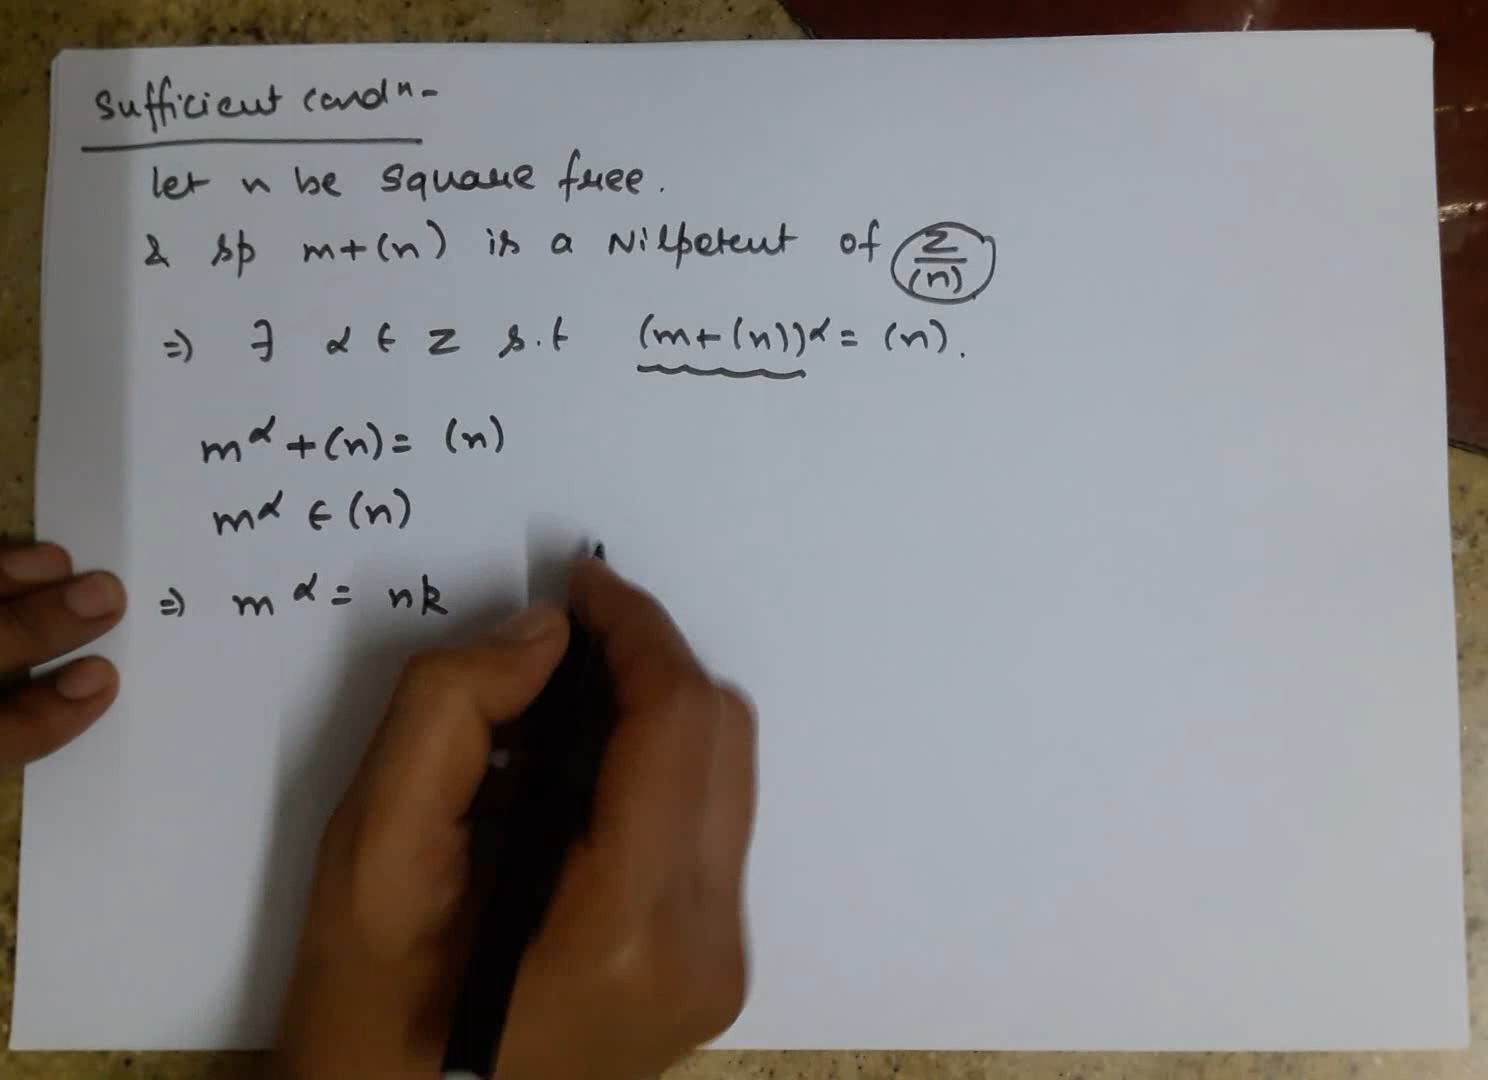 Sufficient condⁿ-
let n be square free.
& sp m+(n) is a Nilpotent of Z/(n)
=) ∃ α ∈ Z s.t (m+(n))^α = (n).
m^α +(n) = (n)
m^α ∈ (n)
=) m^α = nk